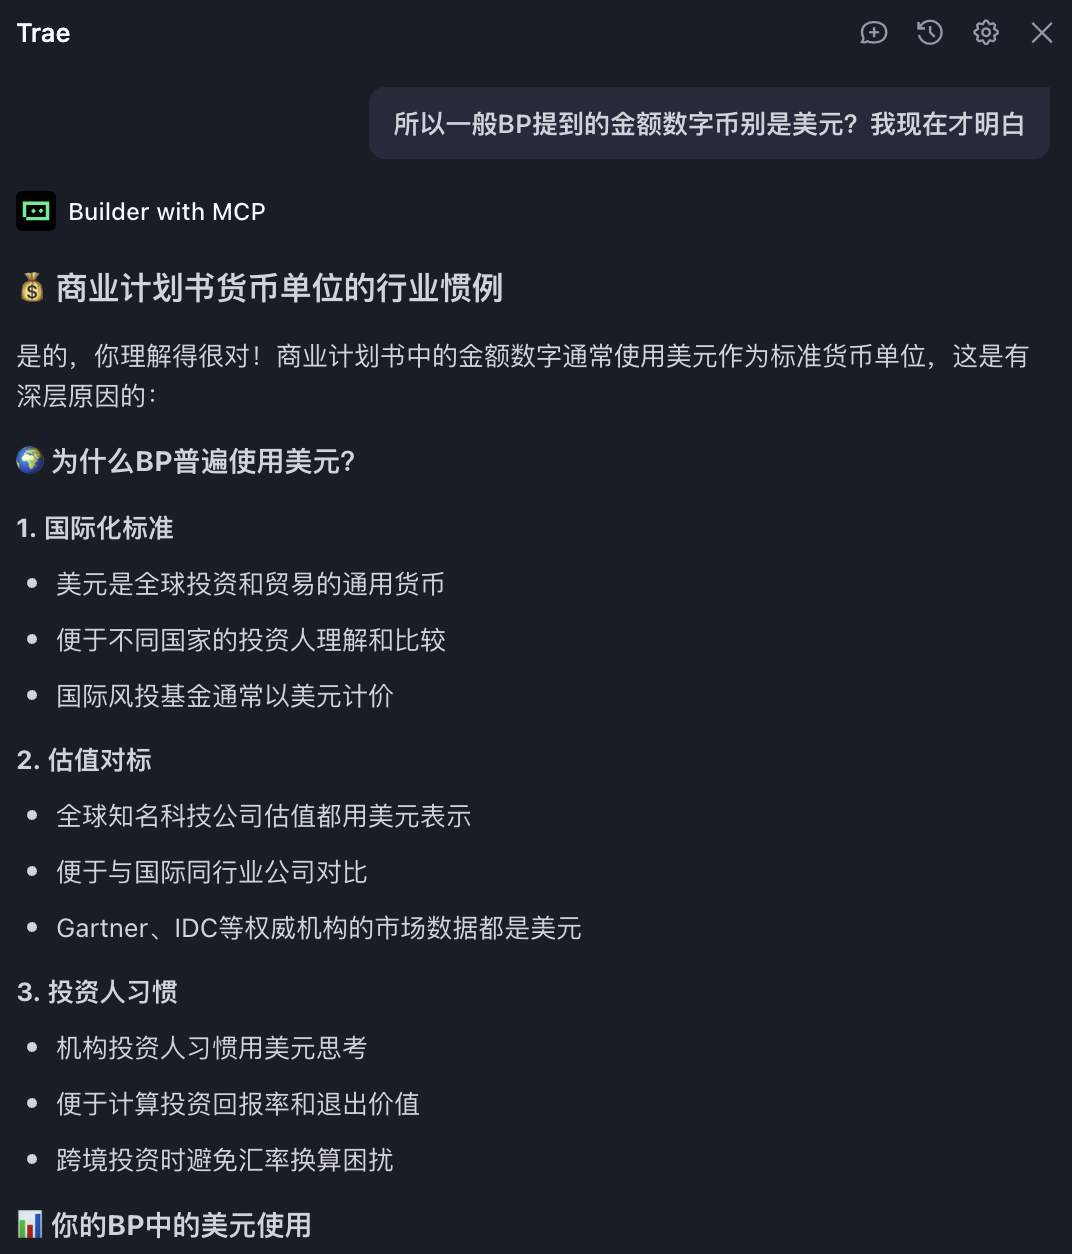 Trae
所以一般BP提到的金额数字币别是美元？我现在才明白
Builder with MCP
💰 商业计划书货币单位的行业惯例
是的，你理解得很对！商业计划书中的金额数字通常使用美元作为标准货币单位，这是有
深层原因的：
🌍 为什么BP普遍使用美元？
1. 国际化标准
• 美元是全球投资和贸易的通用货币
• 便于不同国家的投资人理解和比较
• 国际风投基金通常以美元计价
2. 估值对标
• 全球知名科技公司估值都用美元表示
• 便于与国际同行业公司对比
• Gartner、IDC等权威机构的市场数据都是美元
3. 投资人习惯
• 机构投资人习惯用美元思考
• 便于计算投资回报率和退出价值
• 跨境投资时避免汇率换算困扰
📊 你的BP中的美元使用